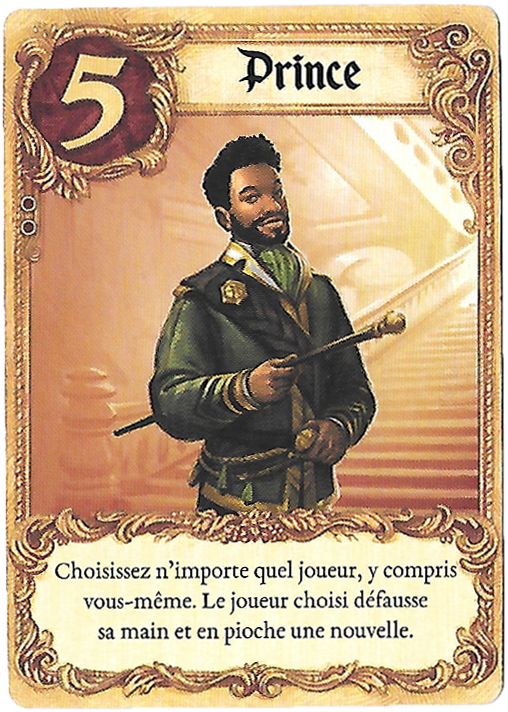 5
Prince
Choisissez n'importe quel joueur, y compris
vous-même. Le joueur choisi défausse
sa main et en pioche une nouvelle.